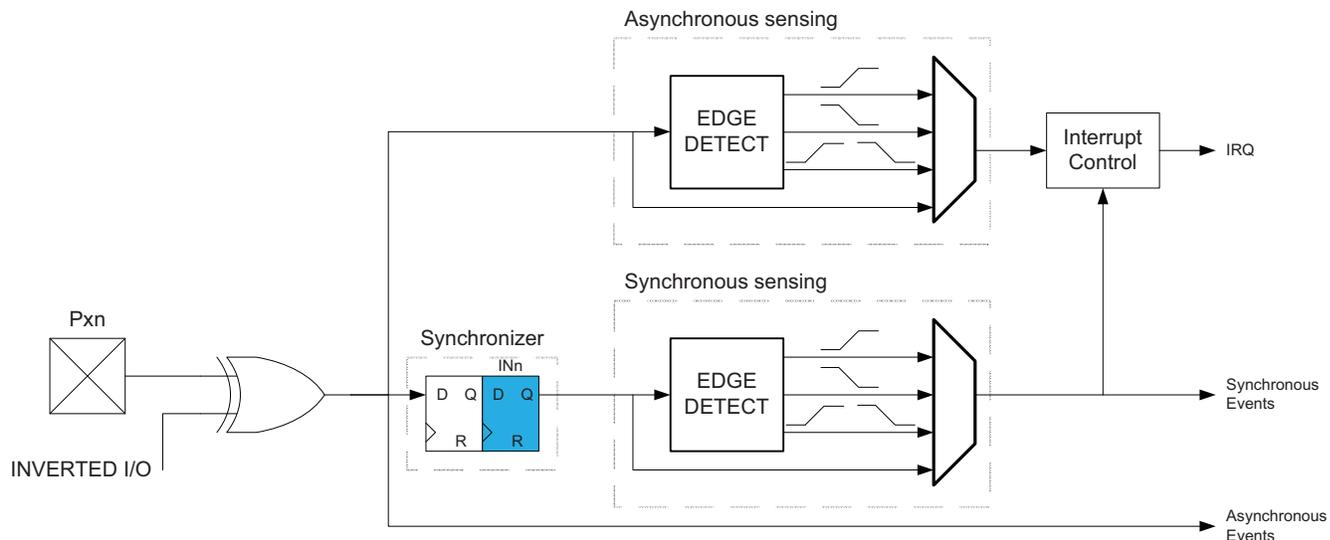 Asynchronous sensing
EDGE
DETECT
Interrupt
Control
IRQ
Synchronous sensing
Pxn
Synchronizer
INn
D Q D Q
R R
EDGE
DETECT
Synchronous
Events
INVERTED I/O
Asynchronous
Events